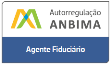 Autorregulação
ANBIMA
Agente Fiduciário